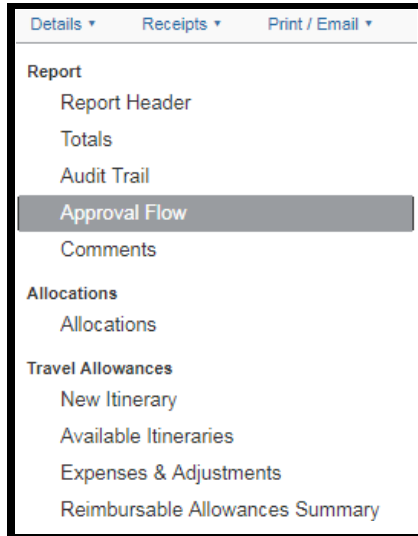 Details ▾ Receipts ▾ Print / Email ▾
Report
Report Header
Totals
Audit Trail
Approval Flow
Comments
Allocations
Allocations
Travel Allowances
New Itinerary
Available Itineraries
Expenses & Adjustments
Reimbursable Allowances Summary